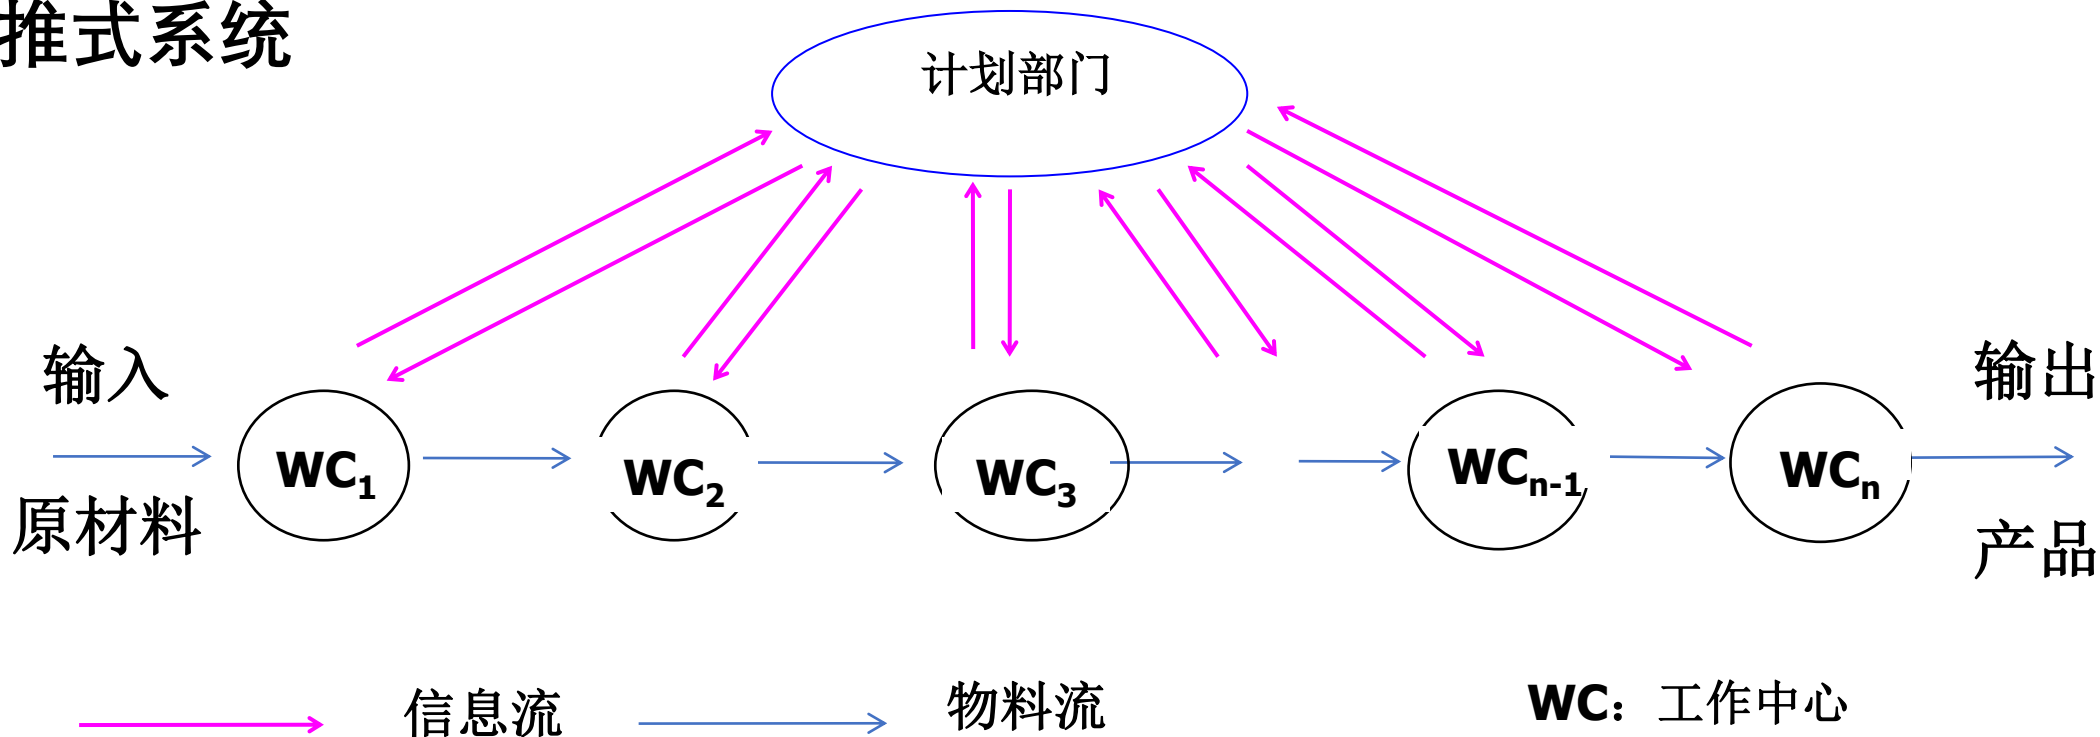 推式系统
计划部门
输入
输出
WC1
WC2
WC3
WCn-1
WCn
原材料
产品
信息流
物料流
WC：工作中心